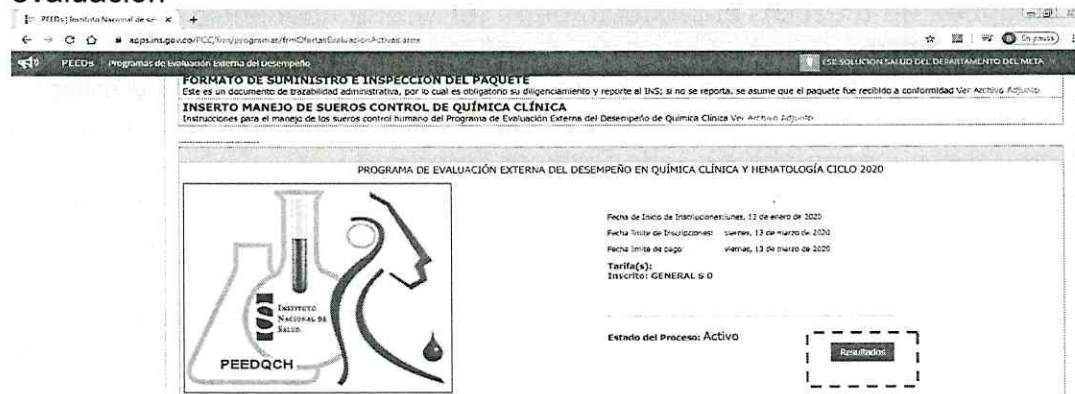 evaluación
PEEDs | Instituto Nacional de
apps.ins.gov.co/PCC/frm/programas/frmOfertasEvaluacionActivas.aspx
En pausa
PEEDs Programas de Evaluación Externa del Desempeño
ESE SOLUCION SALUD DEL DEPARTAMENTO DEL META
FORMATO DE SUMINISTRO E INSPECCIÓN DEL PAQUETE
Este es un documento de trazabilidad administrativa, por lo cual es obligatorio su diligenciamiento y reporte al INS; si no se reporta, se asume que el paquete fue recibido a conformidad Ver Archivo Adjunto
INSERTO MANEJO DE SUEROS CONTROL DE QUÍMICA CLÍNICA
Instrucciones para el manejo de los sueros control humano del Programa de Evaluación Externa del Desempeño de Química Clínica Ver Archivo Adjunto
PROGRAMA DE EVALUACIÓN EXTERNA DEL DESEMPEÑO EN QUÍMICA CLÍNICA Y HEMATOLOGÍA CICLO 2020
Fecha de Inicio de Inscripciones: lunes, 13 de enero de 2020
Fecha límite de Inscripciones: viernes, 13 de marzo de 2020
Fecha límite de pago: viernes, 13 de marzo de 2020
Tarifa(s):
Inscrito: GENERAL $ 0
INSTITUTO
NACIONAL DE
SALUD
Estado del Proceso: Activo
Resultados
PEEDQCH